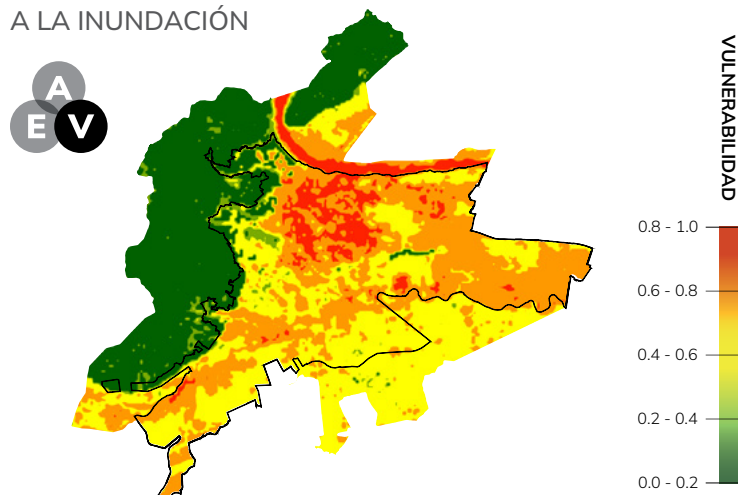 A LA INUNDACIÓN
A
E V
VULNERABILIDAD
0.8 - 1.0
0.6 - 0.8
0.4 - 0.6
0.2 - 0.4
0.0 - 0.2